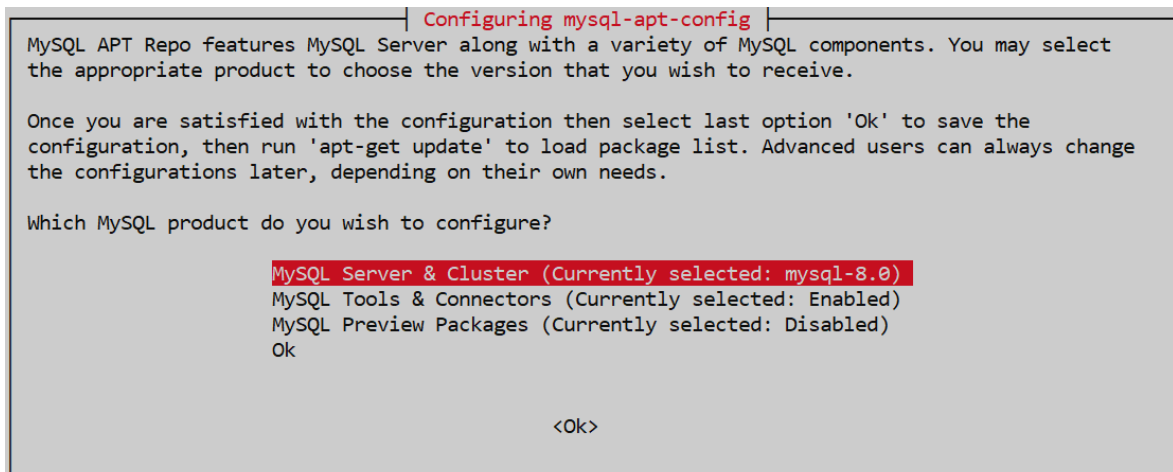 Configuring mysql-apt-config
MySQL APT Repo features MySQL Server along with a variety of MySQL components. You may select
the appropriate product to choose the version that you wish to receive.
Once you are satisfied with the configuration then select last option 'Ok' to save the
configuration, then run 'apt-get update' to load package list. Advanced users can always change
the configurations later, depending on their own needs.
Which MySQL product do you wish to configure?
MySQL Server & Cluster (Currently selected: mysql-8.0)
MySQL Tools & Connectors (Currently selected: Enabled)
MySQL Preview Packages (Currently selected: Disabled)
Ok
<Ok>